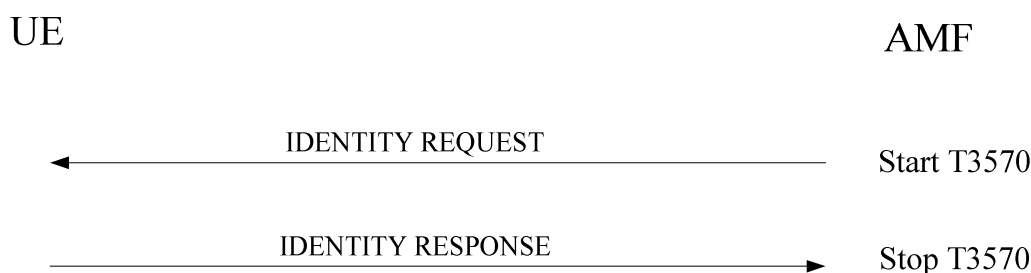 UE
AMF
IDENTITY REQUEST
Start T3570
IDENTITY RESPONSE
Stop T3570